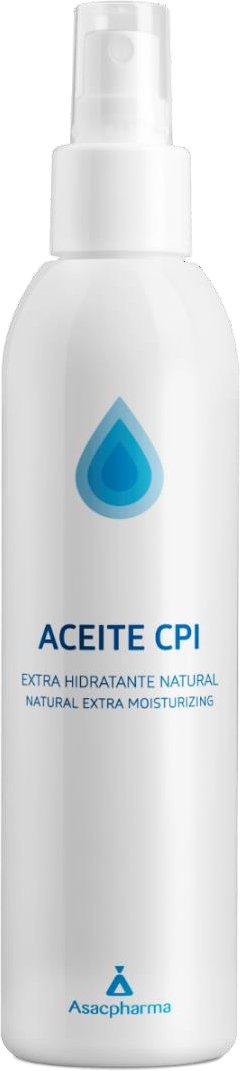 ACEITE CPI
EXTRA HIDRATANTE NATURAL
NATURAL EXTRA MOISTURIZING
Asacpharma